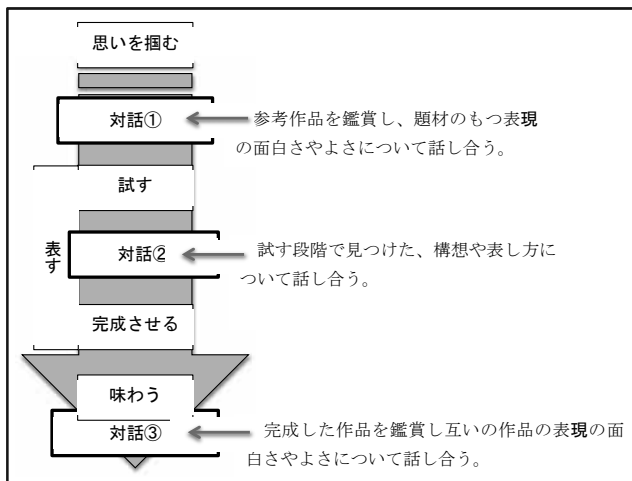 思いを掴む
対話①
参考作品を鑑賞し、題材のもつ表現
の面白さやよさについて話し合う。
試す
表す
対話②
試す段階で見つけた、構想や表し方に
ついて話し合う。
完成させる
味わう
対話③
完成した作品を鑑賞し互いの作品の表現の面
白さやよさについて話し合う。